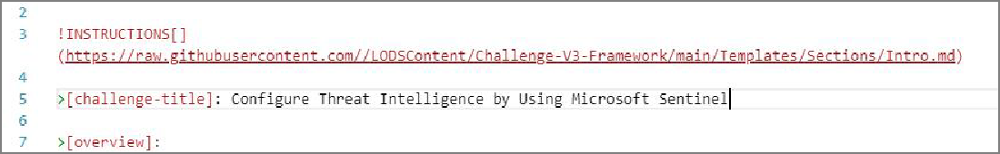 2
3 !INSTRUCTIONS[]
(https://raw.githubusercontent.com//LODSContent/Challenge-V3-Framework/main/Templates/Sections/Intro.md)
4
5 >[challenge-title]: Configure Threat Intelligence by Using Microsoft Sentinel
6
7 >[overview]: